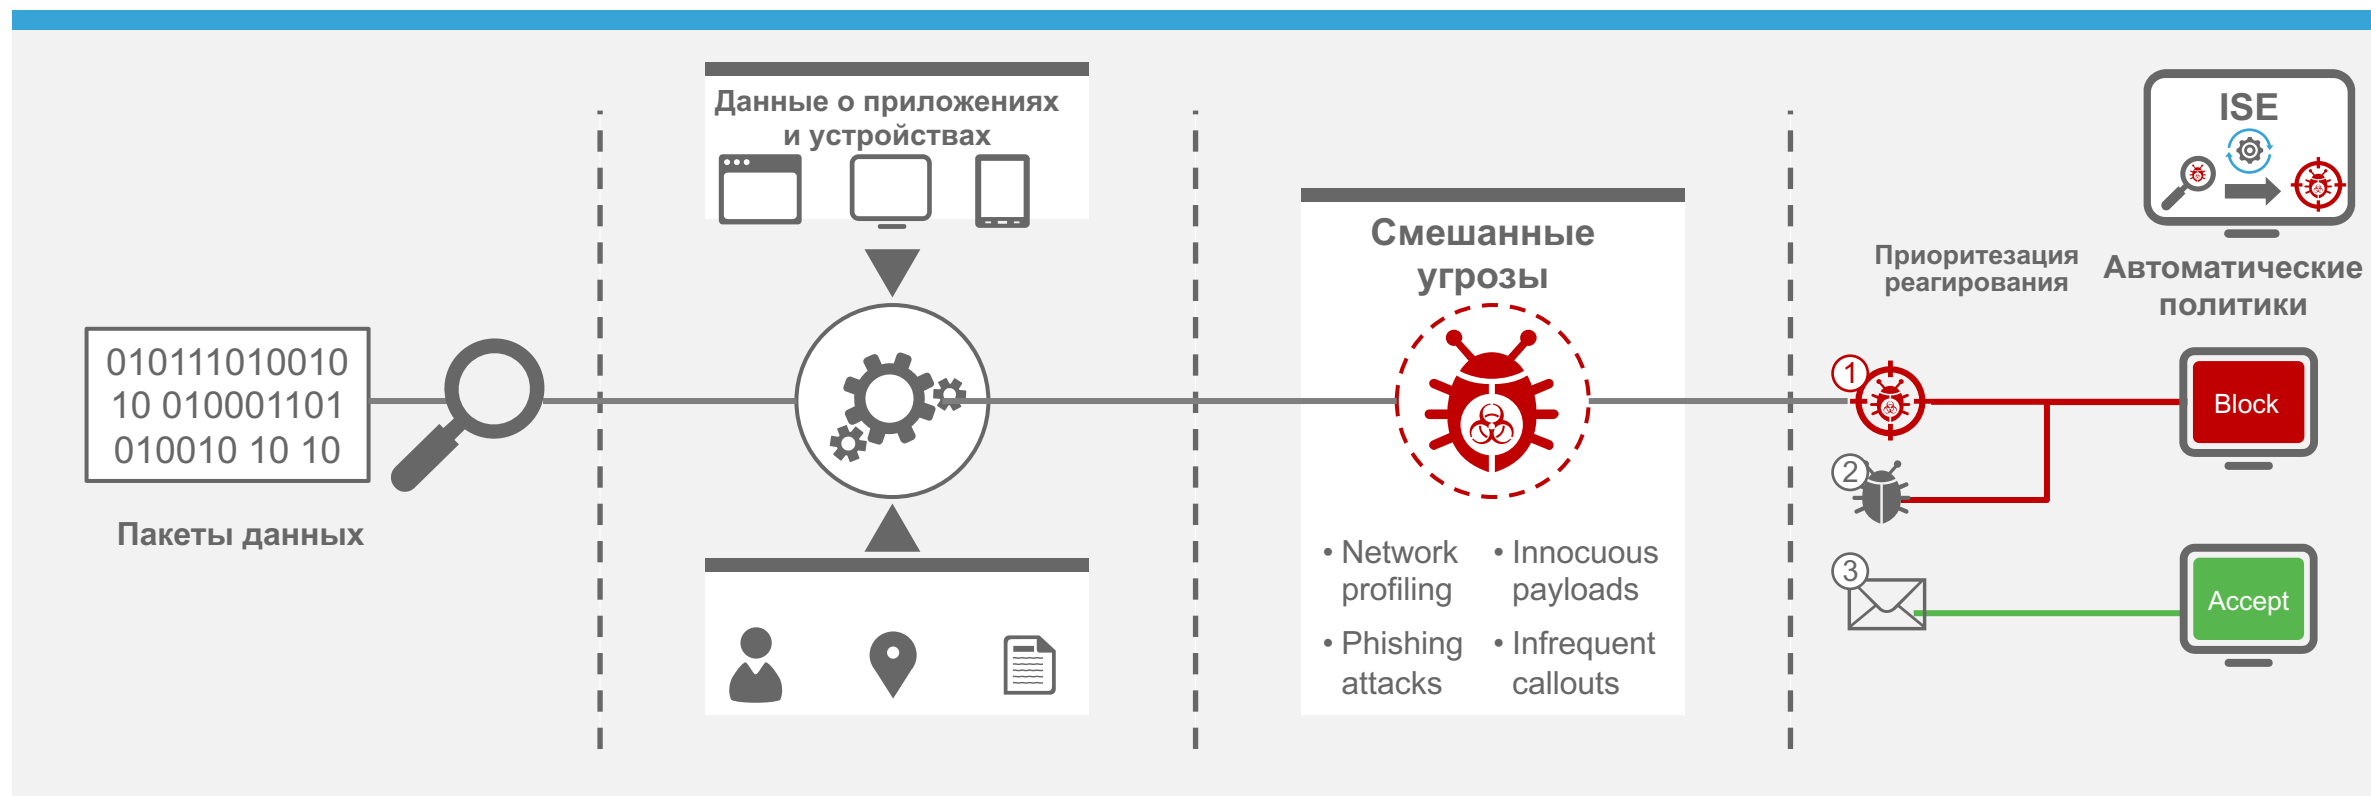 010111010010
10 010001101
010010 10 10
Пакеты данных
Данные о приложениях
и устройствах
Смешанные
угрозы
• Network
profiling
• Phishing
attacks
• Innocuous
payloads
• Infrequent
callouts
Приоритезация
реагирования
ISE
Автоматические
политики
1
Block
2
3
Accept